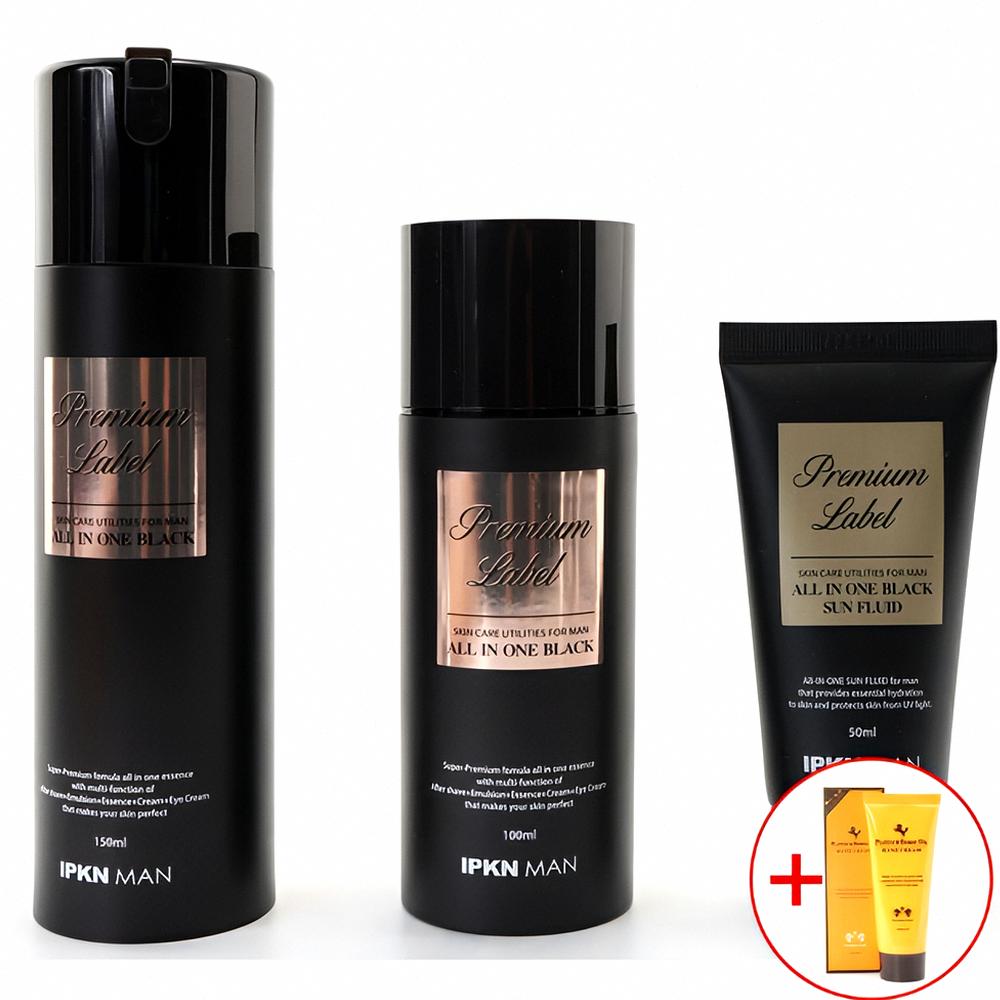 Premium
Label
SKIN CARE UTILITIES FOR MAN
ALL IN ONE BLACK
Super-Premium formula all in one essence
with multi function of
After Shave+Emulsion+Essence+Cream+Eye Cream
that makes your skin perfect
150ml
IPKN MAN
Premium
Label
SKIN CARE UTILITIES FOR MAN
ALL IN ONE BLACK
Super-Premium formula all in one essence
with multi function of
After Shave+Emulsion+Essence+Cream+Eye Cream
that makes your skin perfect
100ml
IPKN MAN
Premium
Label
SKIN CARE UTILITIES FOR MAN
ALL IN ONE BLACK
SUN FLUID
All-IN-ONE SUN FLUID for man
that provides essential hydration
to skin and protects skin from UV light.
50ml
IPKN MAN
+